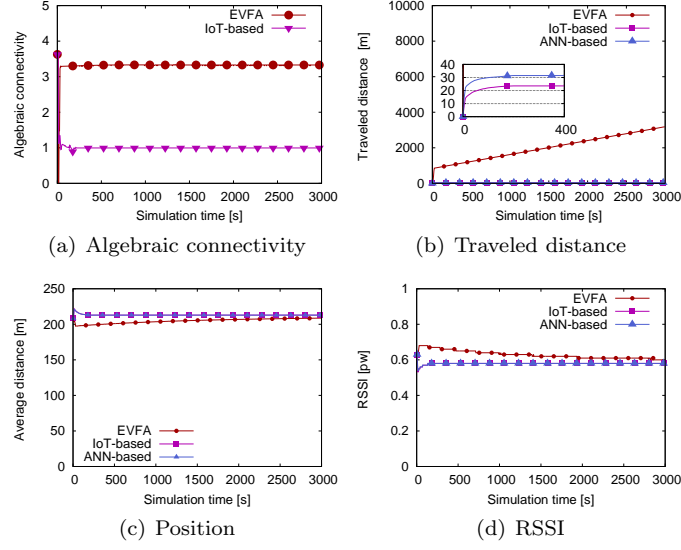 5
4
3
2
1
0
0 500 1000 1500 2000 2500 3000
Algebraic connectivity
Simulation time [s]
EVFA
IoT-based
(a) Algebraic connectivity
10000
8000
6000
4000
2000
0
0 500 1000 1500 2000 2500 3000
Traveled distance [m]
Simulation time [s]
EVFA
IoT-based
ANN-based
40
30
20
10
0
0 400
(b) Traveled distance
250
200
150
100
50
0
0 500 1000 1500 2000 2500 3000
Average distance [m]
Simulation time [s]
EVFA
IoT-based
ANN-based
(c) Position
1
0.8
0.6
0.4
0.2
0
0 500 1000 1500 2000 2500 3000
RSSI [pw]
Simulation time [s]
EVFA
IoT-based
ANN-based
(d) RSSI